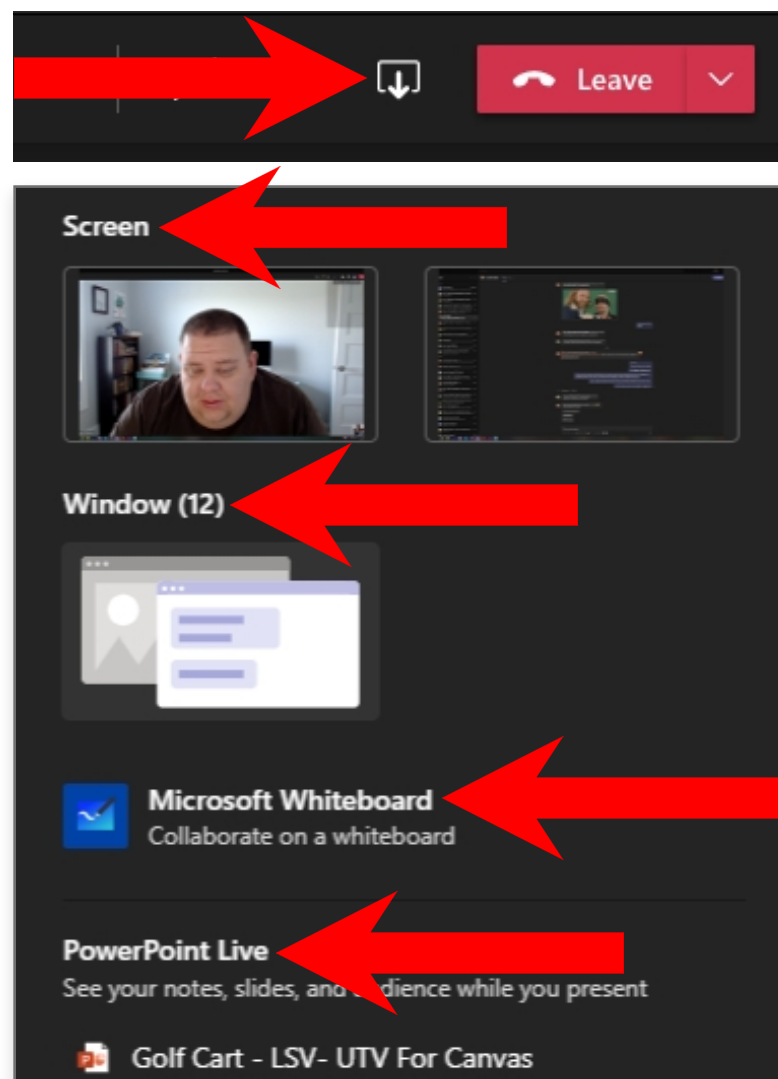 Leave
Screen
Window (12)
Microsoft Whiteboard
Collaborate on a whiteboard
PowerPoint Live
See your notes, slides, and audience while you present
Golf Cart - LSV- UTV For Canvas